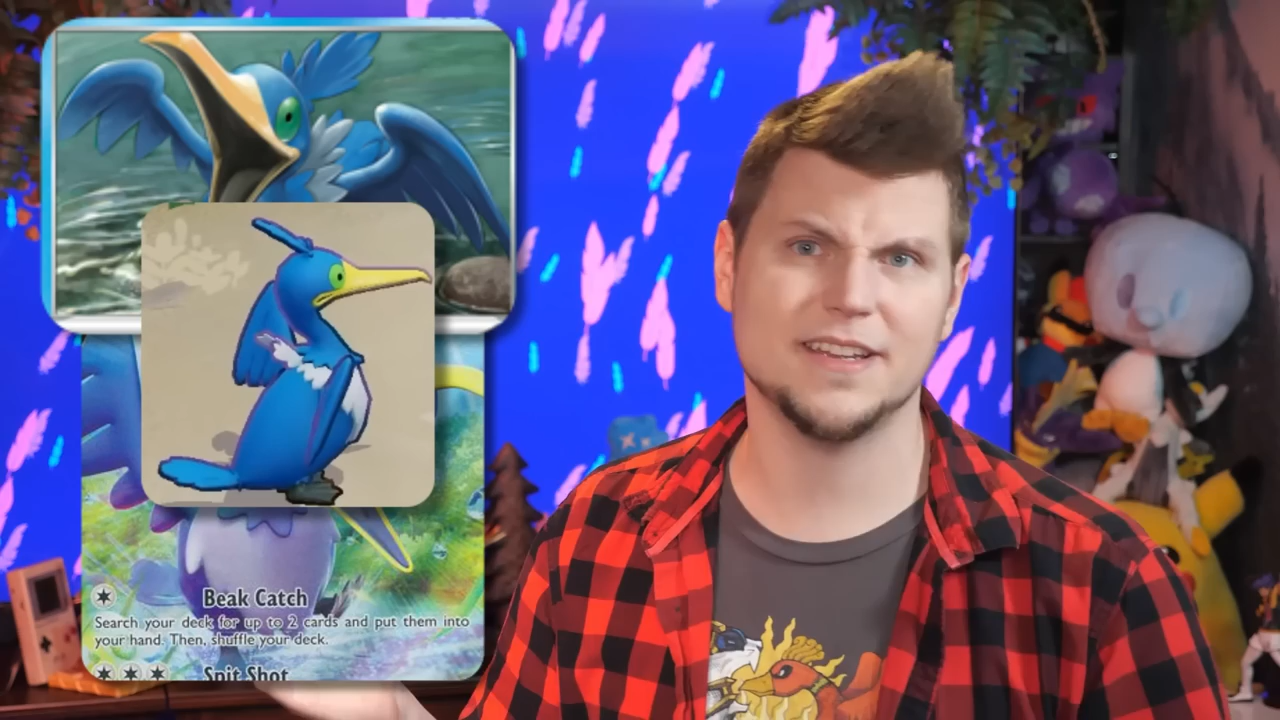 Beak Catch
Search your deck for up to 2 cards and put them into
your hand. Then, shuffle your deck.
Spit Shot